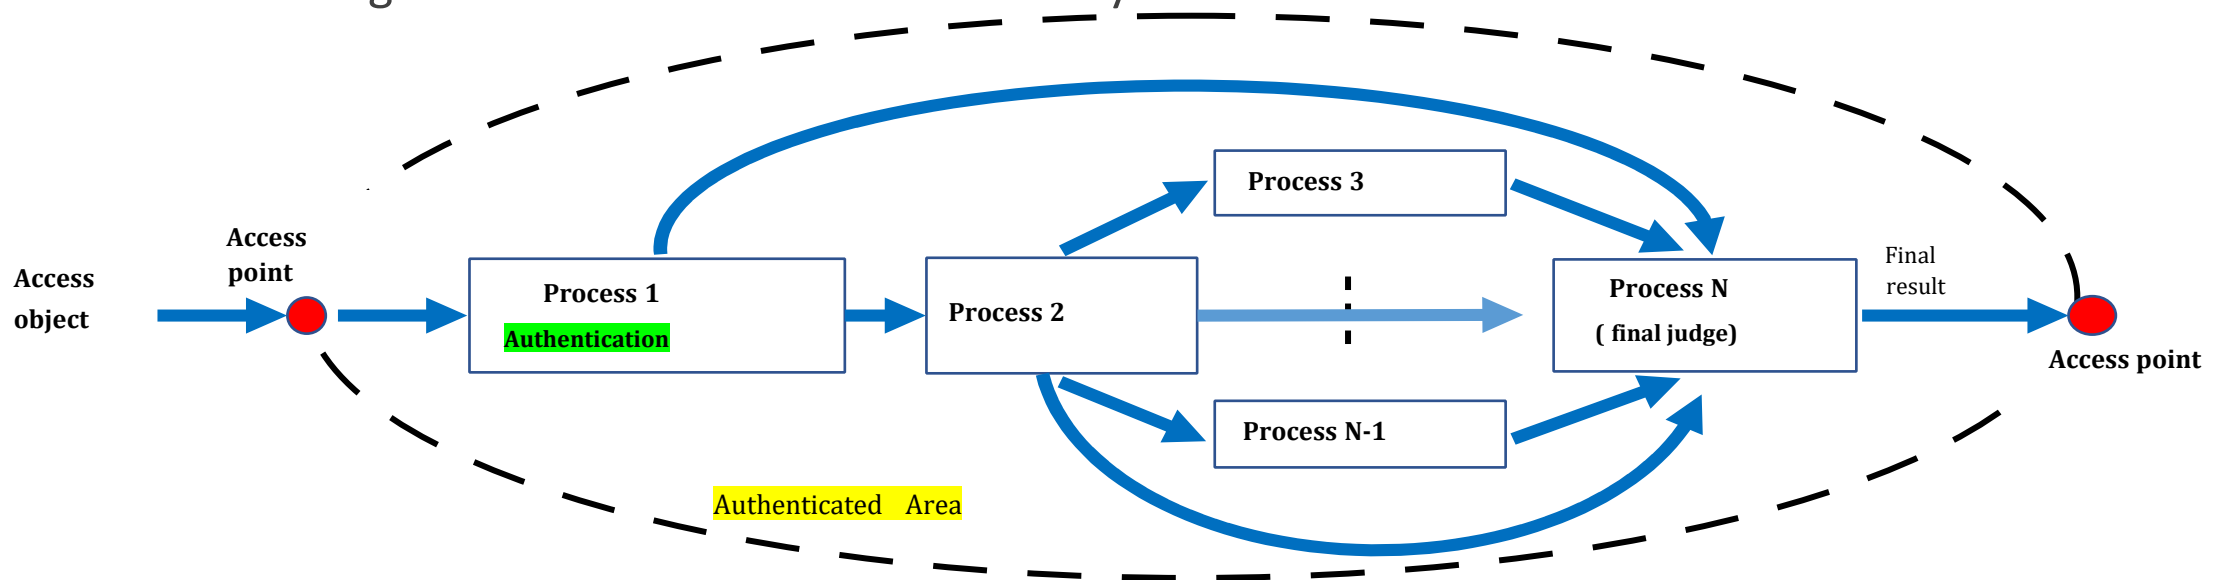 Access
object
Access
point
Process 1
Authentication
Process 2
Process 3
Process N-1
Process N
( final judge)
Final
result
Access point
Authenticated Area